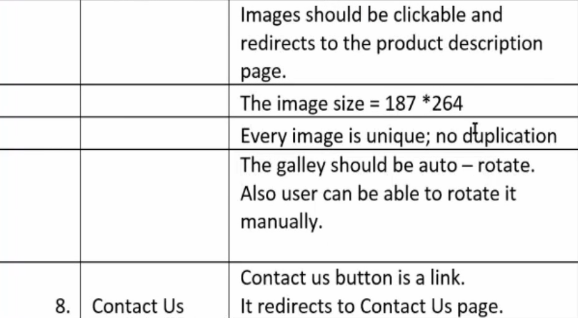 Images should be clickable and
redirects to the product description
page.
The image size = 187 *264
Every image is unique; no duplication
The galley should be auto – rotate.
Also user can be able to rotate it
manually.
Contact us button is a link.
8. Contact Us It redirects to Contact Us page.